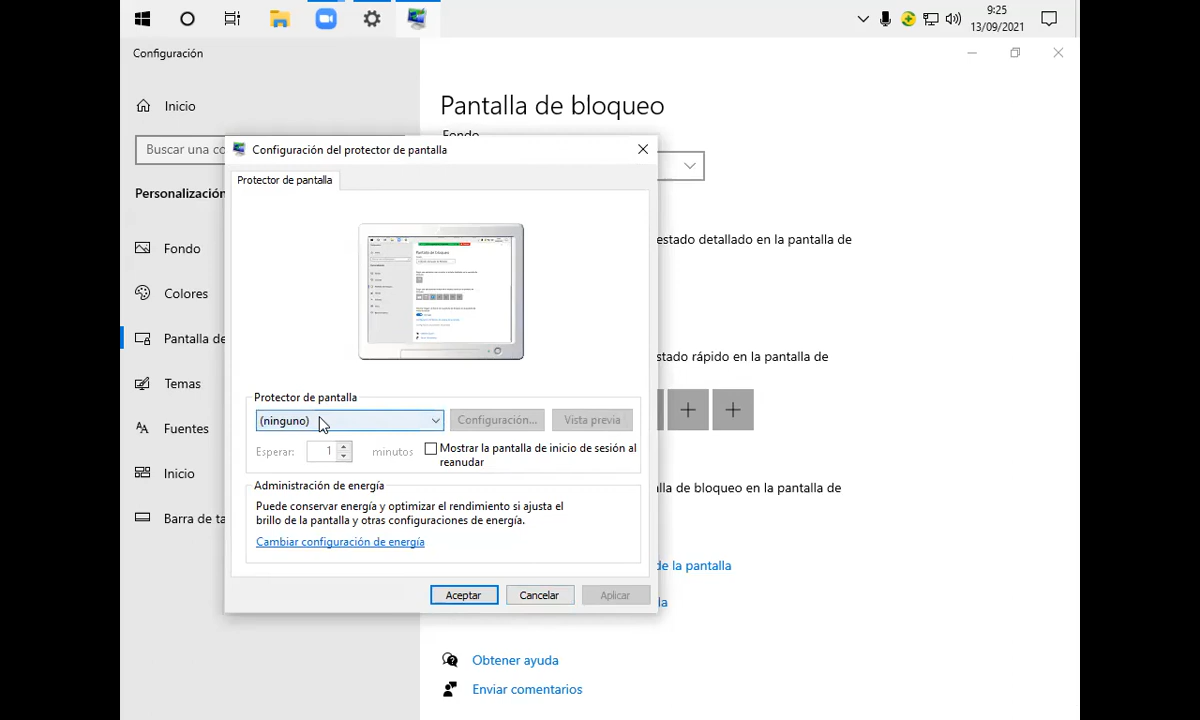 9:25
13/09/2021
Configuración
Inicio
Buscar una co
Personalización
Fondo
Colores
Pantalla de
Temas
Fuentes
Inicio
Barra de ta
Pantalla de bloqueo
Fondo
estado detallado en la pantalla de
stado rápido en la pantalla de
lla de bloqueo en la pantalla de
de la pantalla
la
Obtener ayuda
Enviar comentarios
Configuración del protector de pantalla
Protector de pantalla
Protector de pantalla
(ninguno)
Configuración...
Vista previa
Esperar:
1
minutos
Mostrar la pantalla de inicio de sesión al
reanudar
Administración de energía
Puede conservar energía y optimizar el rendimiento si ajusta el
brillo de la pantalla y otras configuraciones de energía.
Cambiar configuración de energía
Aceptar
Cancelar
Aplicar